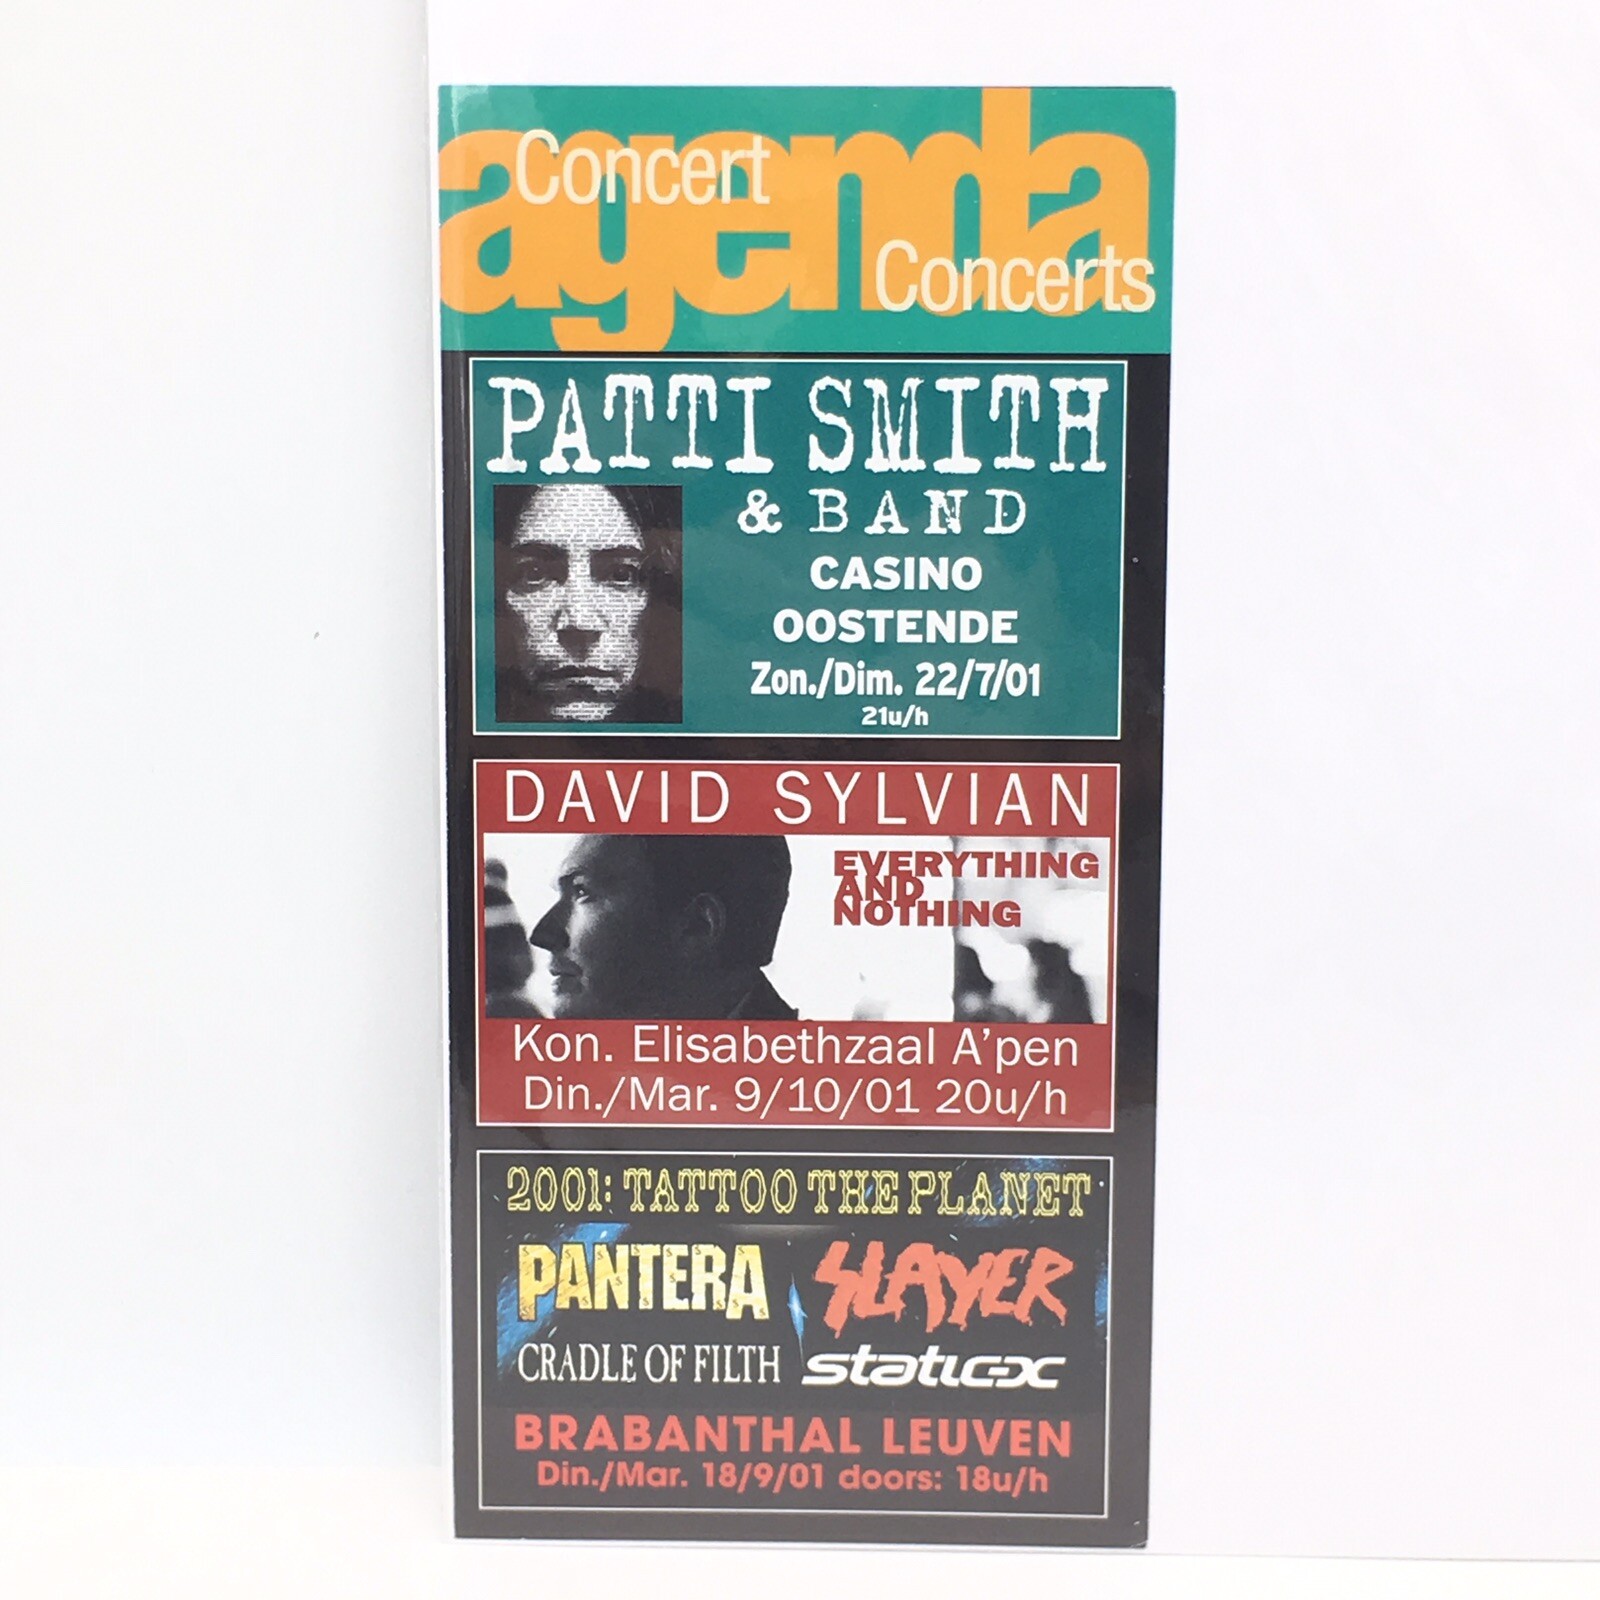 Concert
agenda
Concerts
PATTI SMITH
& BAND
CASINO
OOSTENDE
Zon./Dim. 22/7/01
21u/h
DAVID SYLVIAN
EVERYTHING
AND
NOTHING
Kon. Elisabethzaal A'pen
Din./Mar. 9/10/01 20u/h
2001: TATTOO THE PLANET
PANTERA SLAYER
CRADLE OF FILTH static-x
BRABANTHAL LEUVEN
Din./Mar. 18/9/01 doors: 18u/h